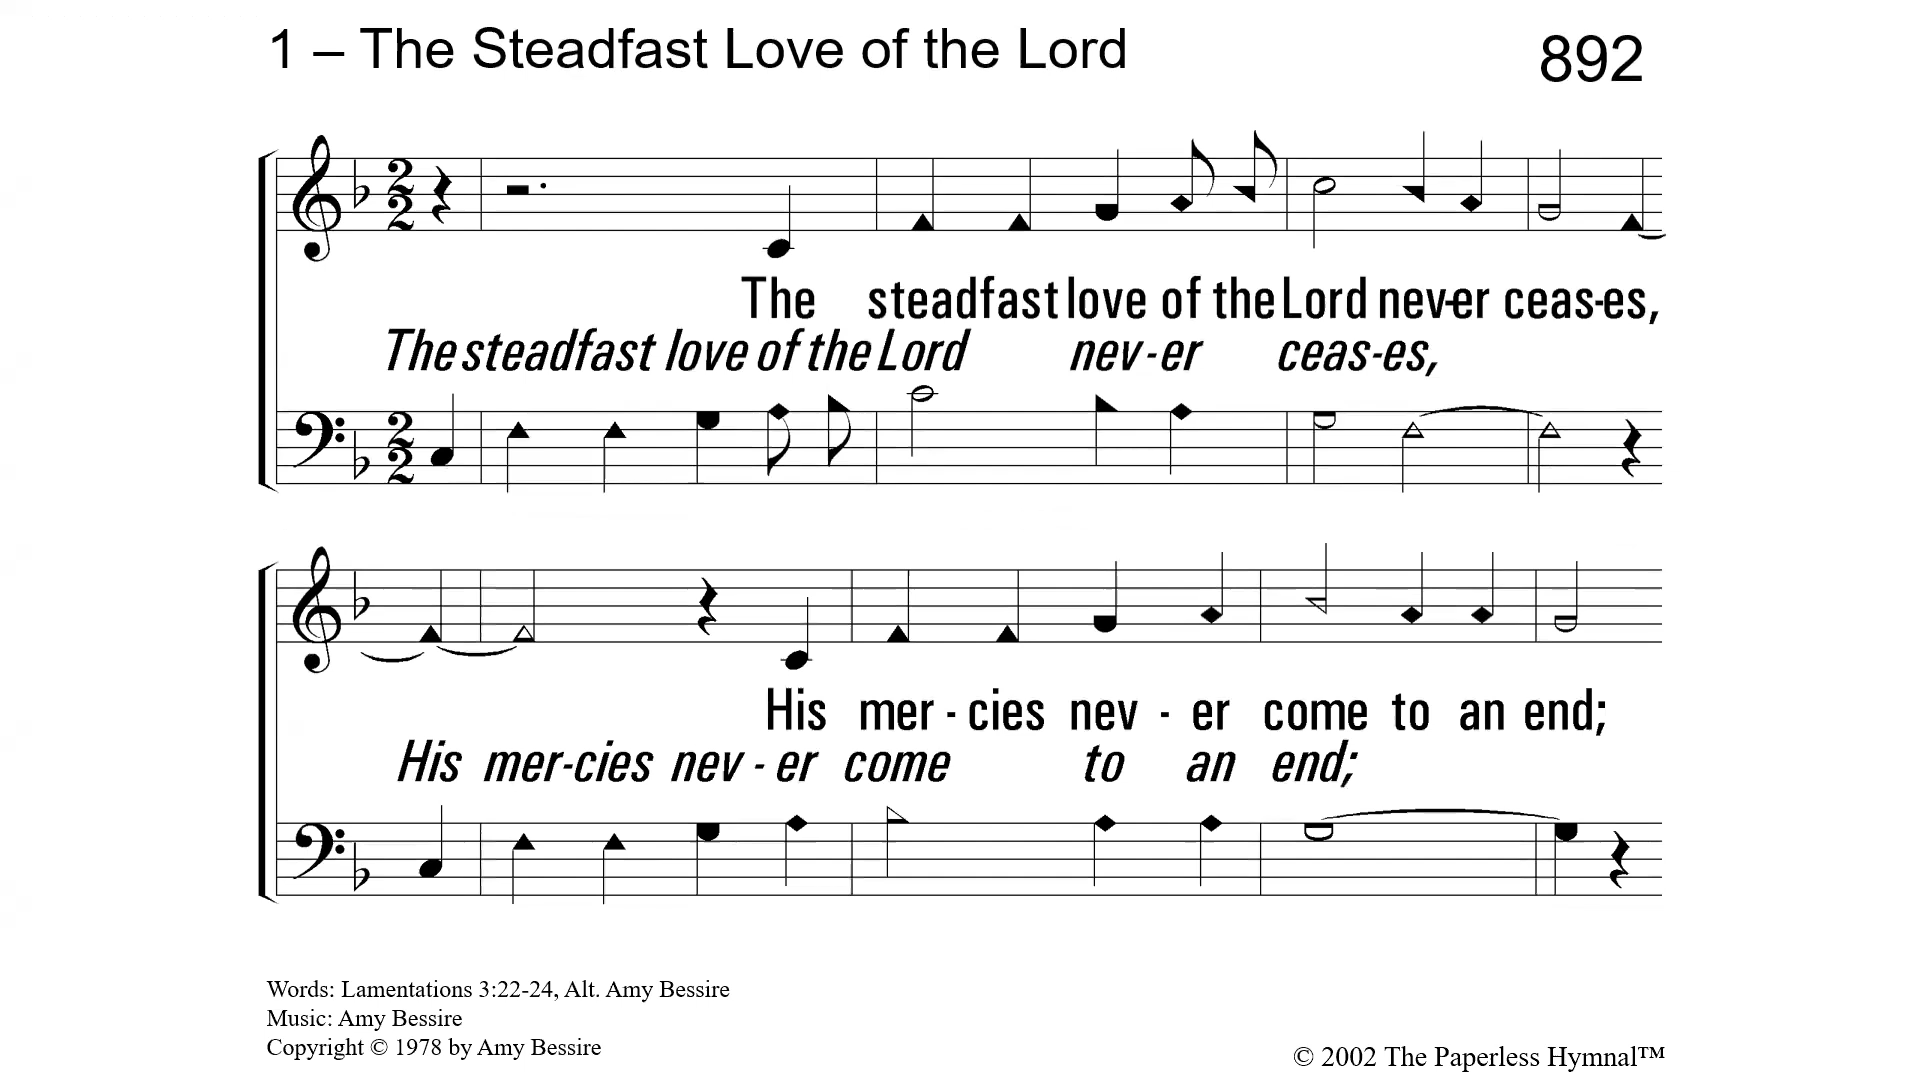 1 – The Steadfast Love of the Lord
892
The steadfast love of the Lord nev-er ceas-es,
The steadfast love of the Lord nev-er ceas-es,
His mer-cies nev-er come to an end;
His mer-cies nev-er come to an end;
Words: Lamentations 3:22-24, Alt. Amy Bessire
Music: Amy Bessire
Copyright © 1978 by Amy Bessire
© 2002 The Paperless Hymnal™